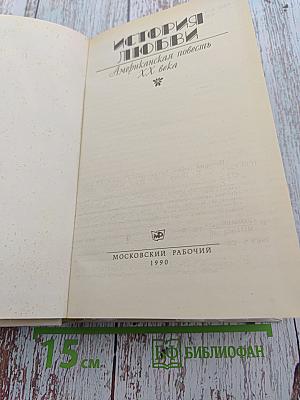 ИСТОРИЯ
ЛЮБВИ
Американская повесть
XX века
МОСКОВСКИЙ РАБОЧИЙ
1990
15 см
БИБЛИОФАН